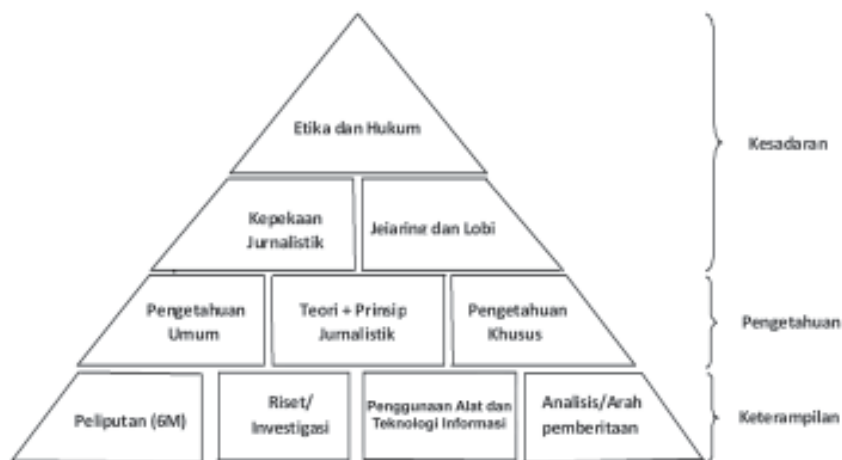 Etika dan Hukum
Kesadaran
Kepekaan
Jurnalistik
Jejaring dan Lobi
Pengetahuan
Umum
Teori + Prinsip
Jurnalistik
Pengetahuan
Khusus
Pengetahuan
Peliputan (6M)
Riset/
Investigasi
Penggunaan Alat dan
Teknologi Informasi
Analisis/Arah
pemberitaan
Keterampilan